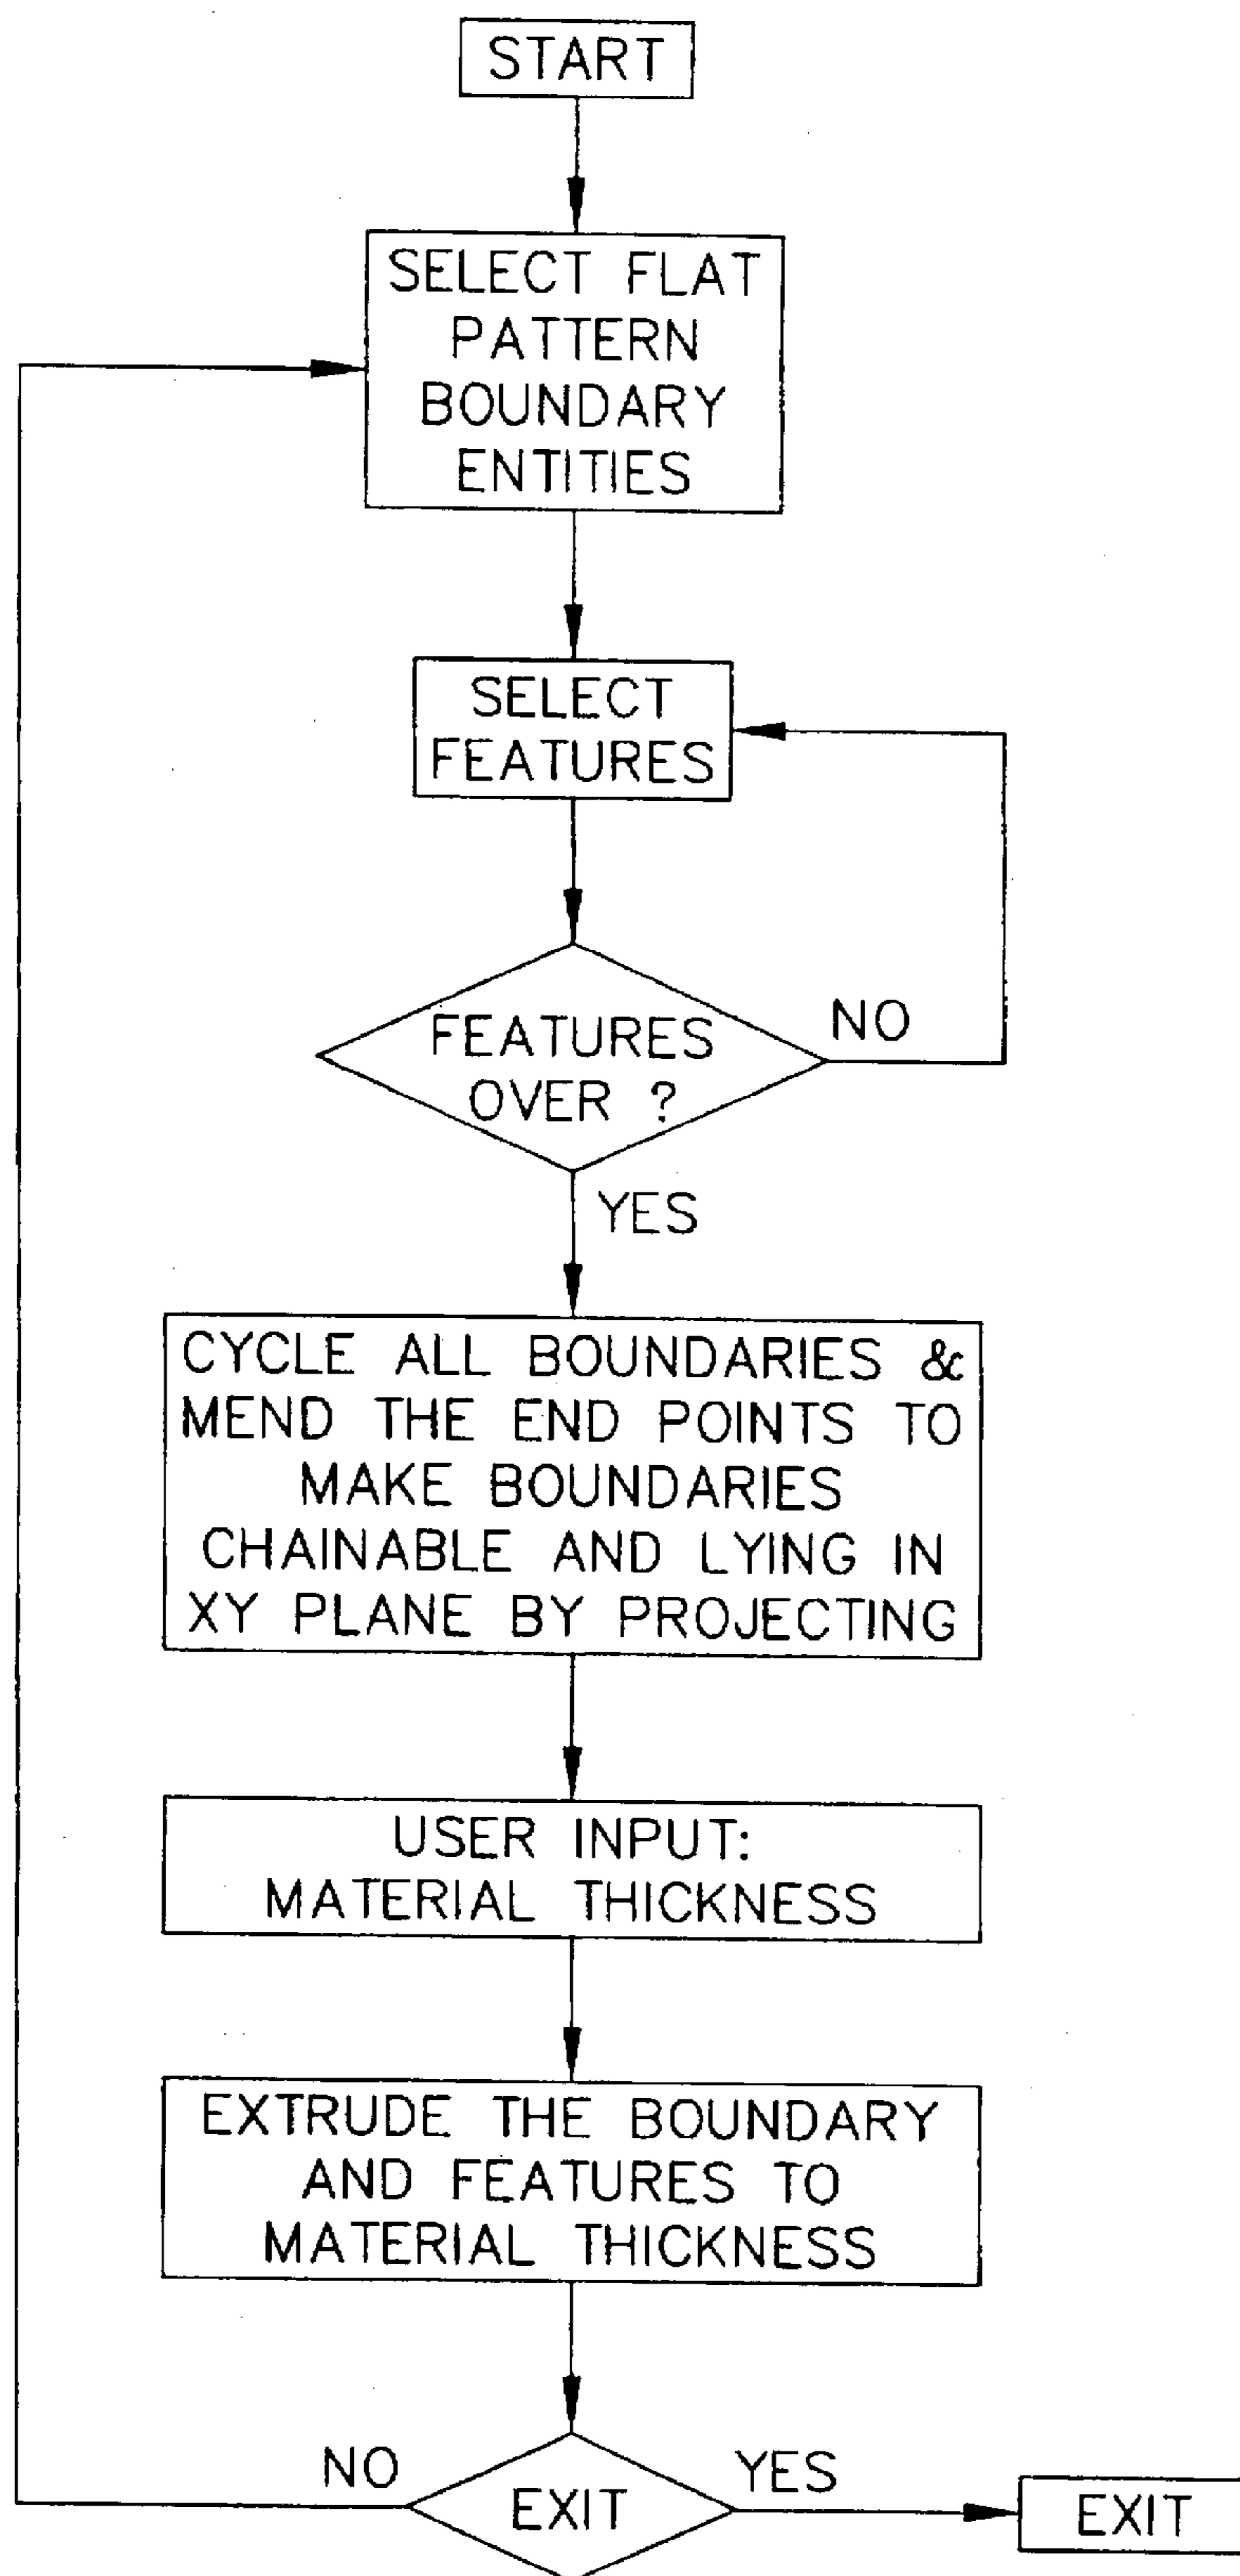 START
SELECT FLAT
PATTERN
BOUNDARY
ENTITIES
SELECT
FEATURES
FEATURES
OVER ?
NO
YES
CYCLE ALL BOUNDARIES &
MEND THE END POINTS TO
MAKE BOUNDARIES
CHAINABLE AND LYING IN
XY PLANE BY PROJECTING
USER INPUT:
MATERIAL THICKNESS
EXTRUDE THE BOUNDARY
AND FEATURES TO
MATERIAL THICKNESS
NO
EXIT
YES
EXIT